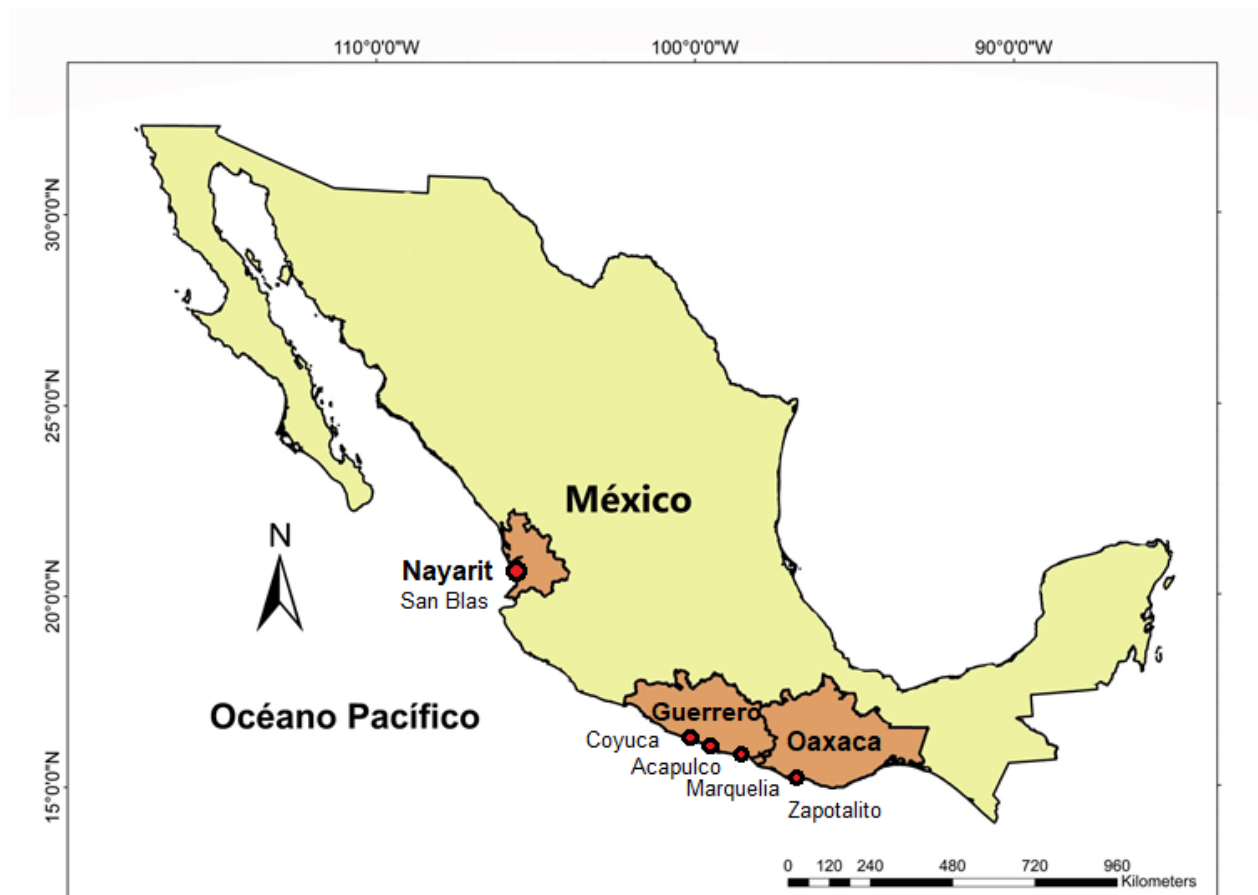 110°0'0"W 100°0'0"W 90°0'0"W
30°0'0"N
25°0'0"N
México
N
Nayarit
San Blas
20°0'0"N
Océano Pacífico
Guerrero
Coyuca
Oaxaca
Acapulco
Marquelia
15°0'0"N
Zapotalito
0 120 240 480 720 960
Kilometers